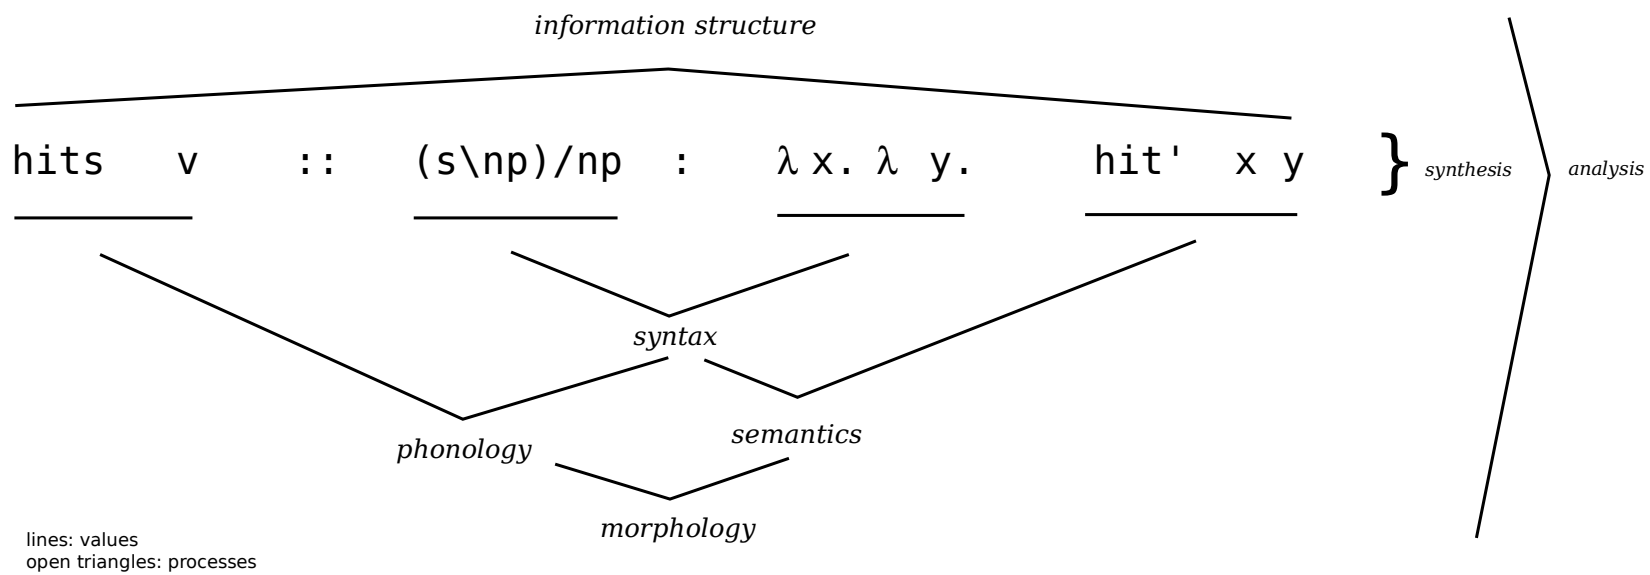 information structure
hits v :: (s\np)/np : λ x. λ y. hit' x y } synthesis analysis
syntax
semantics
phonology
morphology
lines: values
open triangles: processes